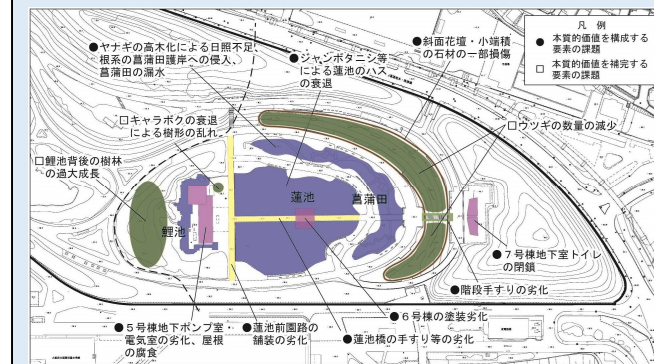 凡 例
●本質的価値を構成する
要素の課題
□本質的価値を補完する
要素の課題
●ヤナギの高木化による日照不足、
根系の菖蒲田護岸への侵入、
菖蒲田の漏水
●ジャンボタニシ等
による蓮池のハス
の衰退
●斜面花壇・小端積
の石材の一部損傷
□キャラボクの衰退
による樹形の乱れ
□ウツギの数量の減少
□鯉池背後の樹林
の過大成長
蓮池
菖蒲田
鯉池
●7号棟地下室トイレ
の閉鎖
●階段手すりの劣化
●6号棟の塗装劣化
●5号棟地下ポンプ室
電気室の劣化、屋根
の腐食
●蓮池前園路の
舗装の劣化
●蓮池橋の手すり等の劣化